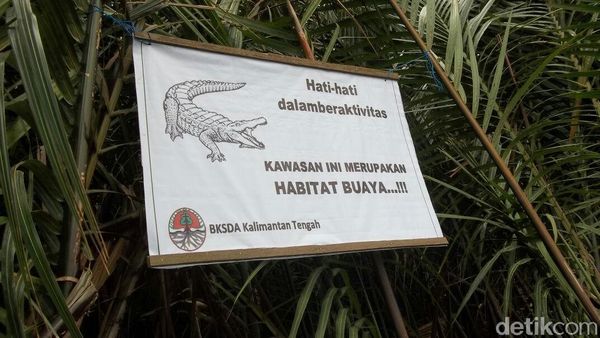 Hati-hati
dalamberaktivitas
KAWASAN INI MERUPAKAN
HABITAT BUAYA...!!!
BKSDA Kalimantan Tengah
detikcom